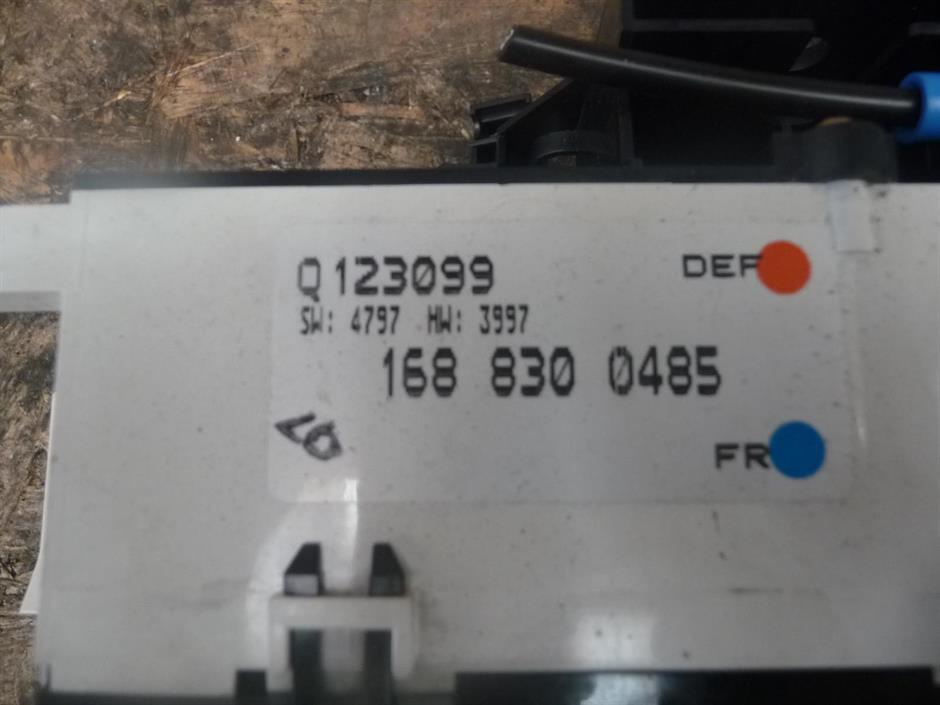 Q123099
DEF
SW: 4797 HW: 3997
168 830 0485
FR